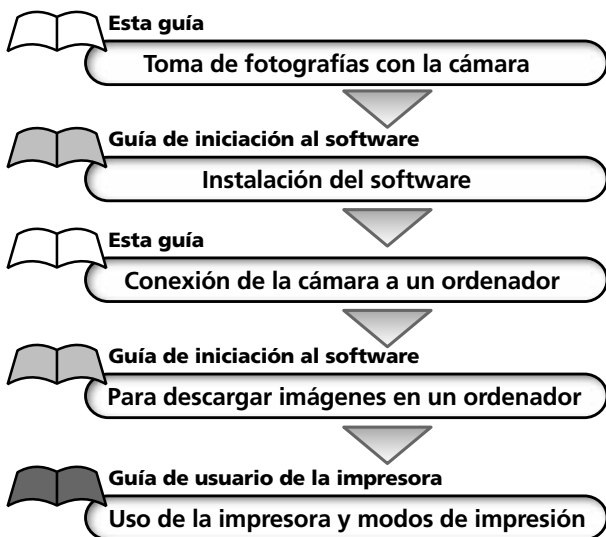 Esta guía
Toma de fotografías con la cámara
Guía de iniciación al software
Instalación del software
Esta guía
Conexión de la cámara a un ordenador
Guía de iniciación al software
Para descargar imágenes en un ordenador
Guía de usuario de la impresora
Uso de la impresora y modos de impresión